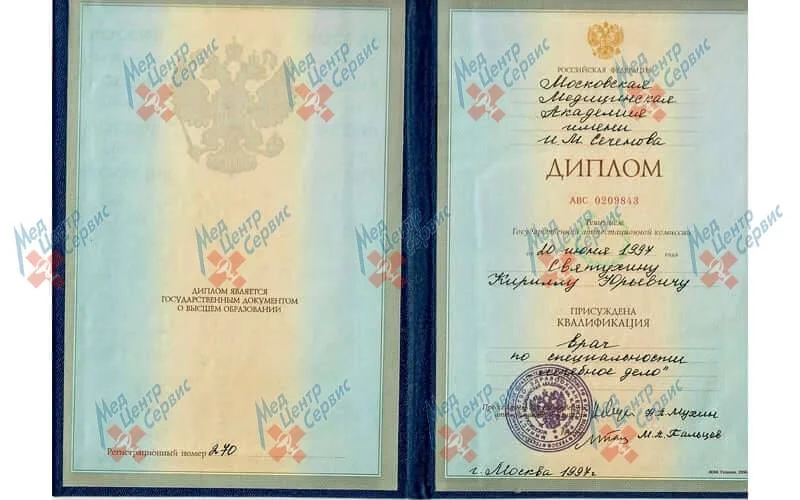 ДИПЛОМ ЯВЛЯЕТСЯ
ГОСУДАРСТВЕННЫМ ДОКУМЕНТОМ
О ВЫСШЕМ ОБРАЗОВАНИИ
Регистрационный номер 270
РОССИЙСКАЯ ФЕДЕРАЦИЯ
Московская
Медицинская
Академия
имени
И.М. Сеченова
ДИПЛОМ
АВС 0209843
Решением
Государственной аттестационной комиссии
от 20 июня 1994 года
Святухину
Кириллу Юрьевичу
ПРИСУЖДЕНА
КВАЛИФИКАЦИЯ
врач
по специальности
дело"
М.А. Пальцев
г. Москва 1994г.
Мед Центр Сервис